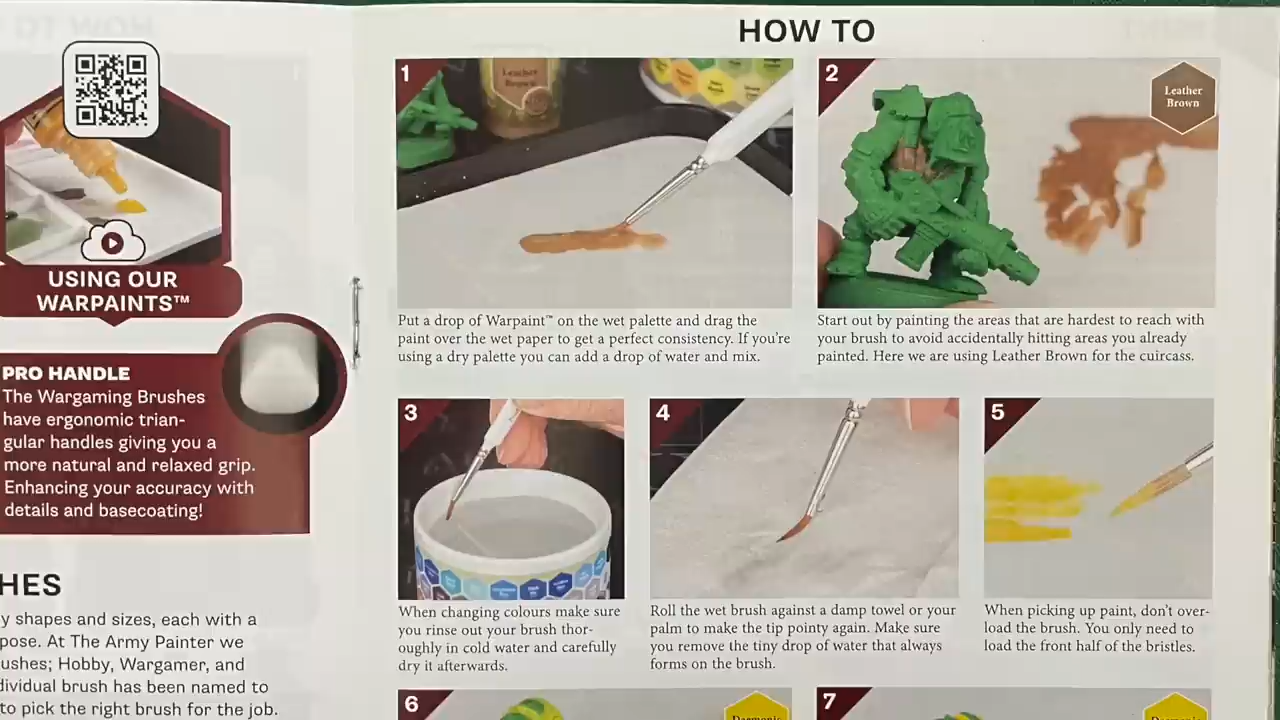 USING OUR
WARPAINTS™
PRO HANDLE
The Wargaming Brushes
have ergonomic trian-
gular handles giving you a
more natural and relaxed grip.
Enhancing your accuracy with
details and basecoating!
HES
y shapes and sizes, each with a
pose. At The Army Painter we
ushes; Hobby, Wargamer, and
dividual brush has been named to
to pick the right brush for the job.
HOW TO
1
Leather
Brown
Put a drop of Warpaint™ on the wet palette and drag the
paint over the wet paper to get a perfect consistency. If you're
using a dry palette you can add a drop of water and mix.
2
Leather
Brown
Start out by painting the areas that are hardest to reach with
your brush to avoid accidentally hitting areas you already
painted. Here we are using Leather Brown for the cuircass.
3
When changing colours make sure
you rinse out your brush thor-
oughly in cold water and carefully
dry it afterwards.
4
Roll the wet brush against a damp towel or your
palm to make the tip pointy again. Make sure
you remove the tiny drop of water that always
forms on the brush.
5
When picking up paint, don't over-
load the brush. You only need to
load the front half of the bristles.
6
Daemonic
7
Daemonic